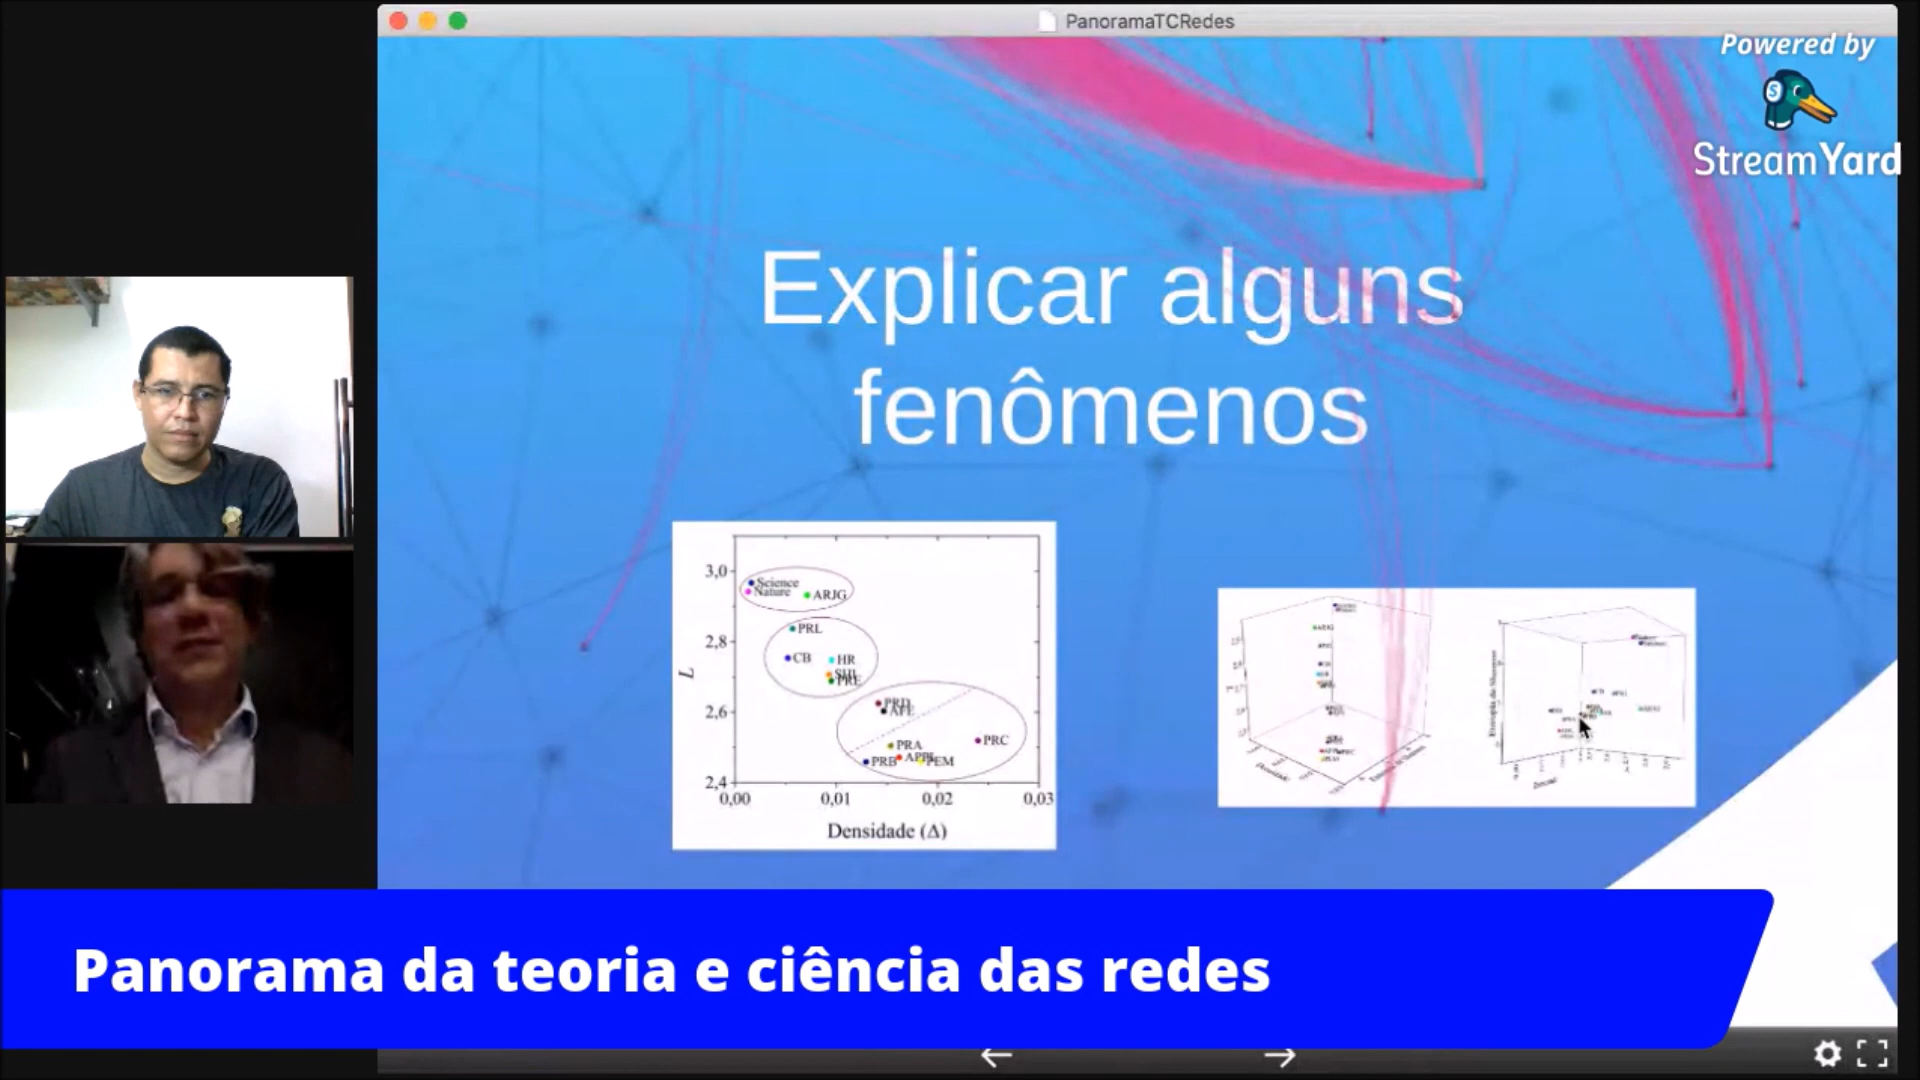 PanoramaTCRedes
Powered by
StreamYard
Explicar alguns
fenômenos
3,0
2,8
2,6
2,4
L
Science
Nature
ARJG
PRL
CB
HR
PRE
PRD
PRA
PRC
PRB
PEM
0,00 0,01 0,02 0,03
Densidade (Δ)
Panorama da teoria e ciência das redes